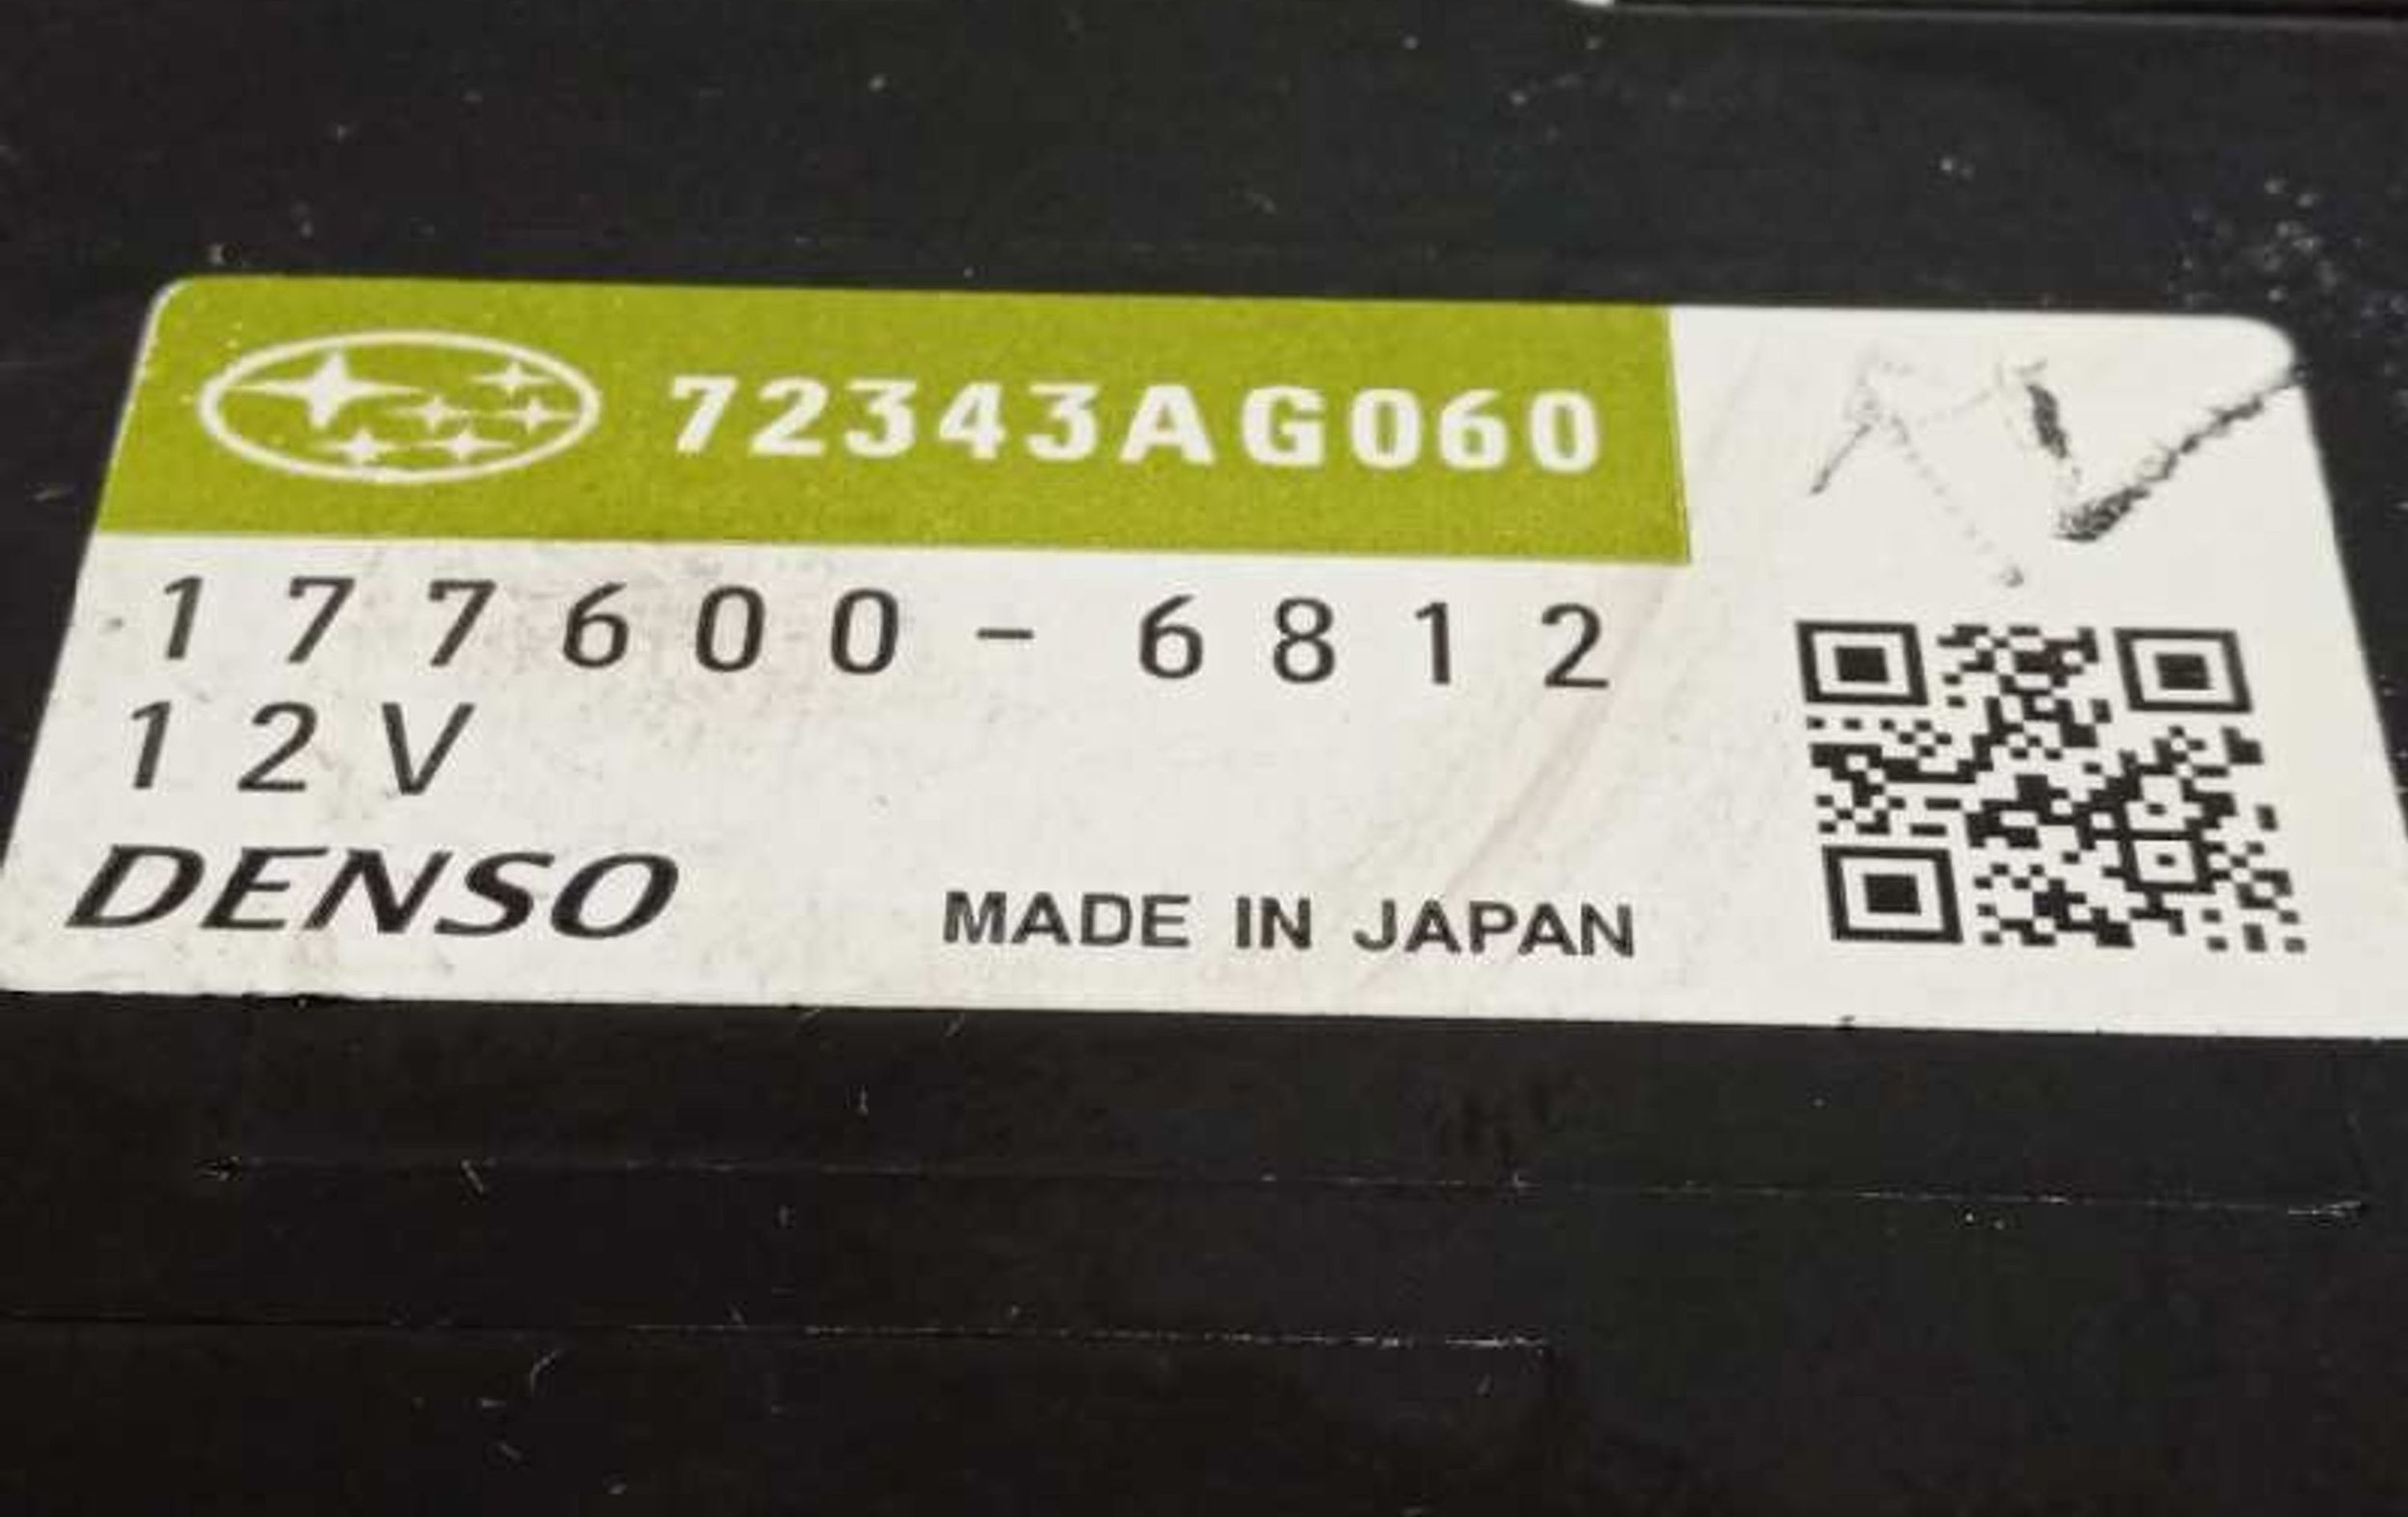 72343AG060
177600-6812
12V
DENSO
MADE IN JAPAN